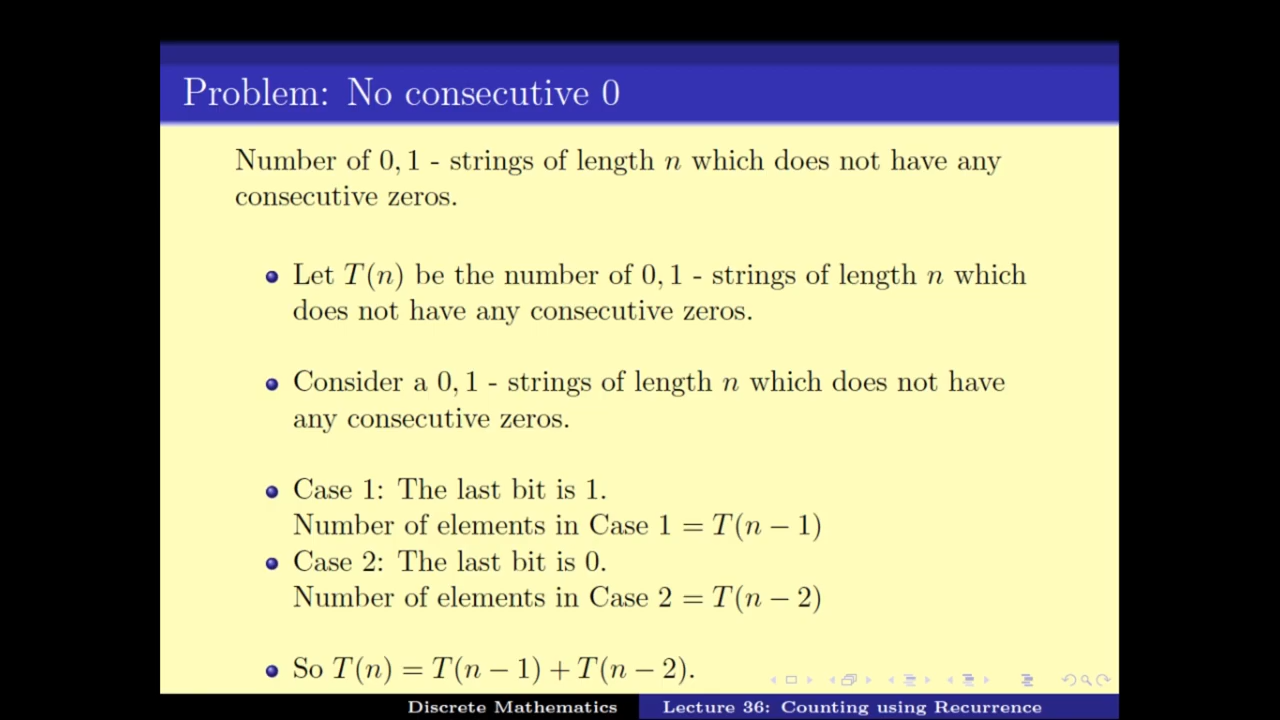 Problem: No consecutive 0
Number of 0, 1 - strings of length n which does not have any
consecutive zeros.
Let T(n) be the number of 0, 1 - strings of length n which
does not have any consecutive zeros.
Consider a 0, 1 - strings of length n which does not have
any consecutive zeros.
Case 1: The last bit is 1.
Number of elements in Case 1 = T(n − 1)
Case 2: The last bit is 0.
Number of elements in Case 2 = T(n − 2)
So T(n) = T(n − 1) + T(n − 2).
Discrete Mathematics Lecture 36: Counting using Recurrence